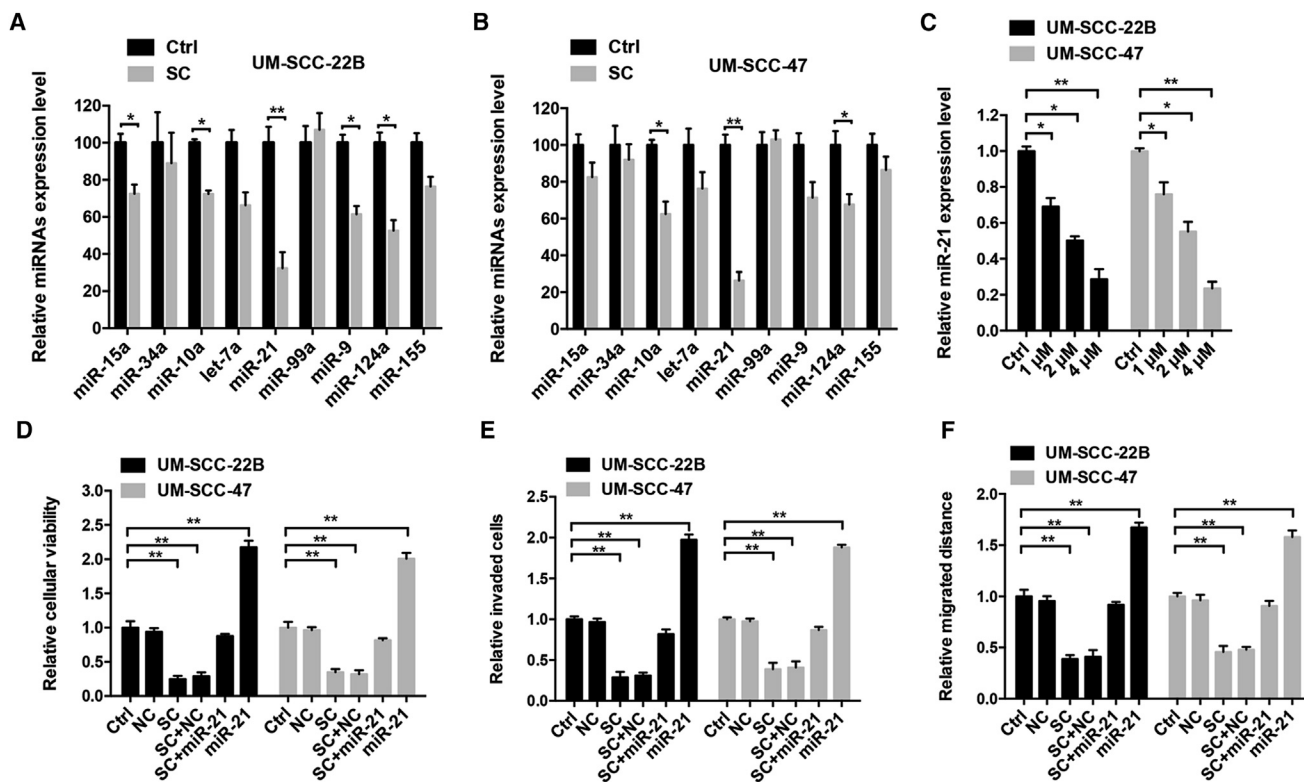 A
Ctrl
SC
UM-SCC-22B
Relative miRNAs expression level
120
100
80
60
40
20
0
*
*
**
*
*
miR-15a
miR-34a
miR-10a
let-7a
miR-21
miR-99a
miR-9
miR-124a
miR-155
B
Ctrl
SC
UM-SCC-47
Relative miRNAs expression level
120
100
80
60
40
20
0
*
**
*
miR-15a
miR-34a
miR-10a
let-7a
miR-21
miR-99a
miR-9
miR-124a
miR-155
C
UM-SCC-22B
UM-SCC-47
Relative miR-21 expression level
1.0
0.8
0.6
0.4
0.2
0.0
**
*
*
**
*
*
Ctrl
1 μM
2 μM
4 μM
Ctrl
1 μM
2 μM
4 μM
D
UM-SCC-22B
UM-SCC-47
Relative cellular viability
3.0
2.5
2.0
1.5
1.0
0.5
0.0
**
**
**
**
**
**
Ctrl
NC
SC
SC+NC
SC+miR-21
miR-21
Ctrl
NC
SC
SC+NC
SC+miR-21
miR-21
E
UM-SCC-22B
UM-SCC-47
Relative invaded cells
2.5
2.0
1.5
1.0
0.5
0.0
**
**
**
**
**
**
Ctrl
NC
SC
SC+NC
SC+miR-21
miR-21
Ctrl
NC
SC
SC+NC
SC+miR-21
miR-21
F
UM-SCC-22B
UM-SCC-47
Relative migrated distance
2.0
1.5
1.0
0.5
0.0
**
**
**
**
**
**
Ctrl
NC
SC
SC+NC
SC+miR-21
miR-21
Ctrl
NC
SC
SC+NC
SC+miR-21
miR-21